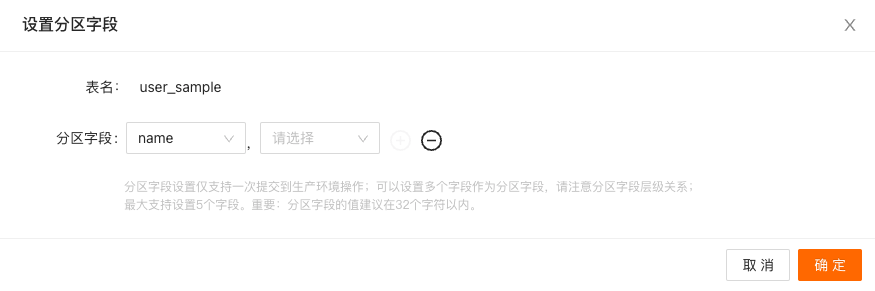 设置分区字段
表名： user_sample
分区字段： name , 请选择
分区字段设置仅支持一次提交到生产环境操作；可以设置多个字段作为分区字段，请注意分区字段层级关系；
最大支持设置5个字段。重要：分区字段的值建议在32个字符以内。
取 消 确 定